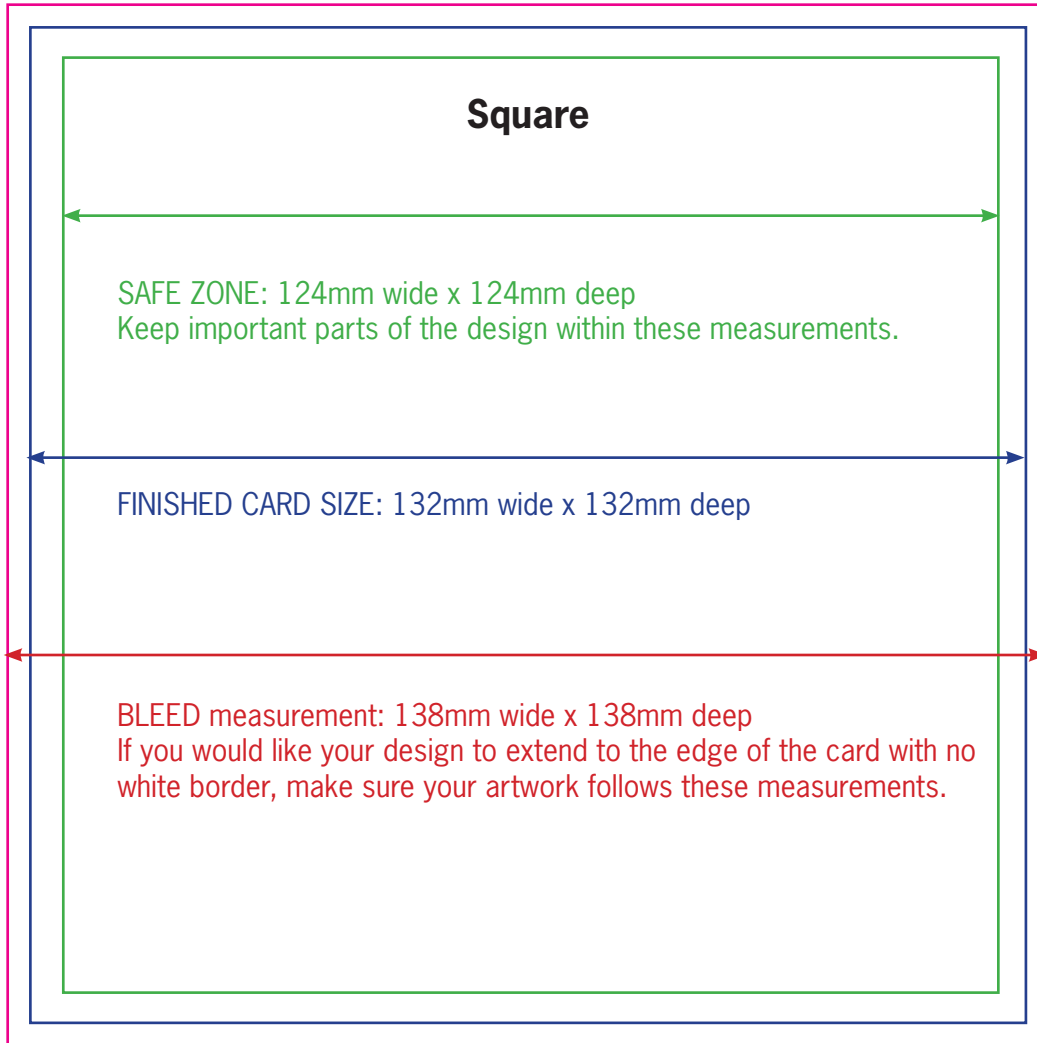 Square
SAFE ZONE: 124mm wide x 124mm deep
Keep important parts of the design within these measurements.
FINISHED CARD SIZE: 132mm wide x 132mm deep
BLEED measurement: 138mm wide x 138mm deep
If you would like your design to extend to the edge of the card with no
white border, make sure your artwork follows these measurements.